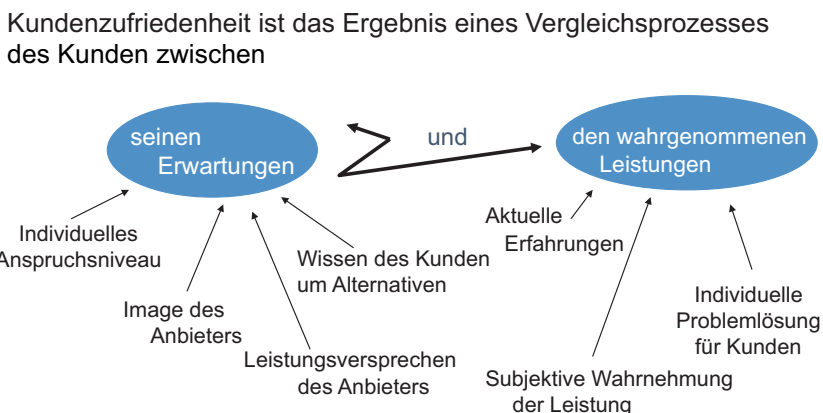 Kundenzufriedenheit ist das Ergebnis eines Vergleichsprozesses
des Kunden zwischen
seinen
Erwartungen
und
den wahrgenommenen
Leistungen
Individuelles
Anspruchsniveau
Image des
Anbieters
Leistungsversprechen
des Anbieters
Wissen des Kunden
um Alternativen
Aktuelle
Erfahrungen
Subjektive Wahrnehmung
der Leistung
Individuelle
Problemlösung
für Kunden